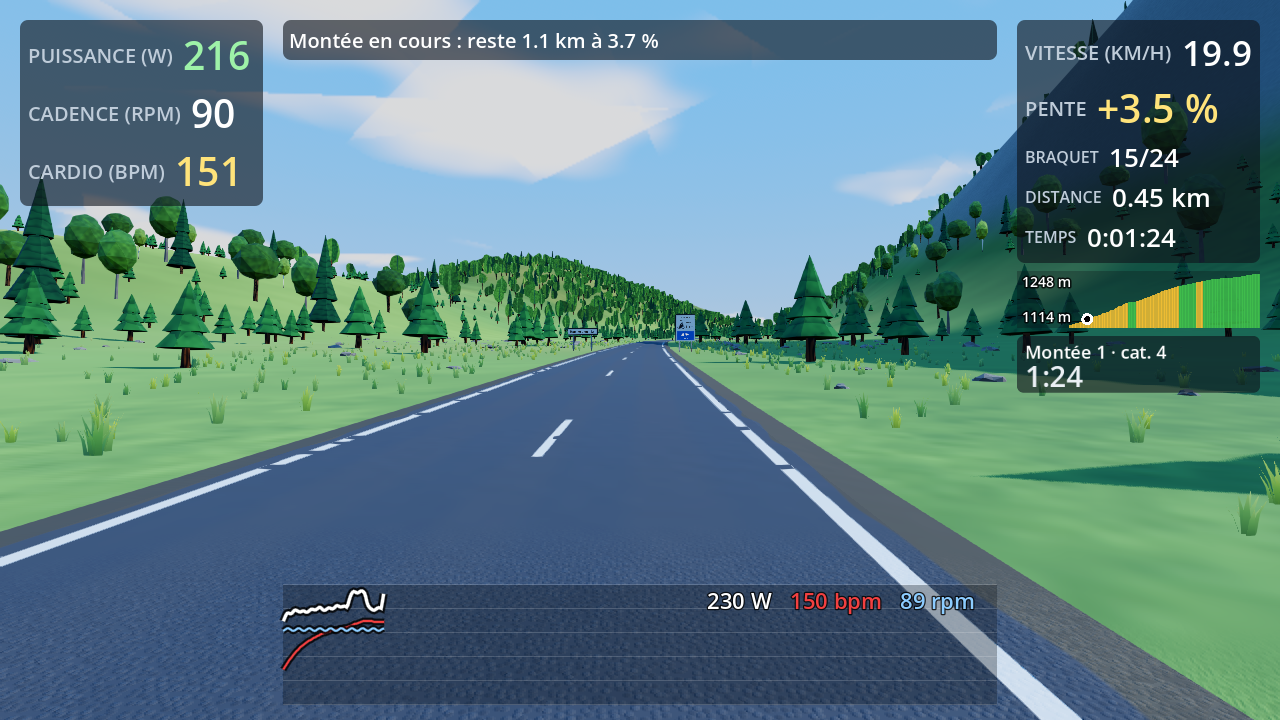 PUISSANCE (W) 216
CADENCE (RPM) 90
CARDIO (BPM) 151
Montée en cours : reste 1.1 km à 3.7 %
VITESSE (KM/H) 19.9
PENTE +3.5 %
BRAQUET 15/24
DISTANCE 0.45 km
TEMPS 0:01:24
1248 m
1114 m
Montée 1 · cat. 4
1:24
230 W 150 bpm 89 rpm